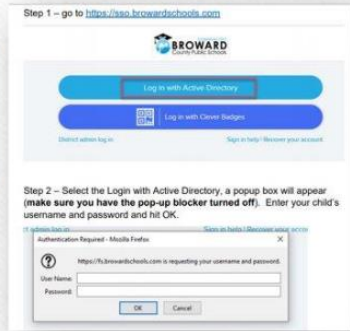 Step 1 – go to https://sso.browardschools.com
BROWARD
County Public Schools
Log in with Active Directory
Log in with Clever Badges
District admin log in
Sign in help | Recover your account
Step 2 – Select the Login with Active Directory, a popup box will appear
(make sure you have the pop-up blocker turned off). Enter your child's
username and password and hit OK.
t admin log in
Sign in help | Recover your accor
Authentication Required - Mozilla Firefox
https://fs.browardschools.com is requesting your username and password.
User Name:
Password:
OK
Cancel